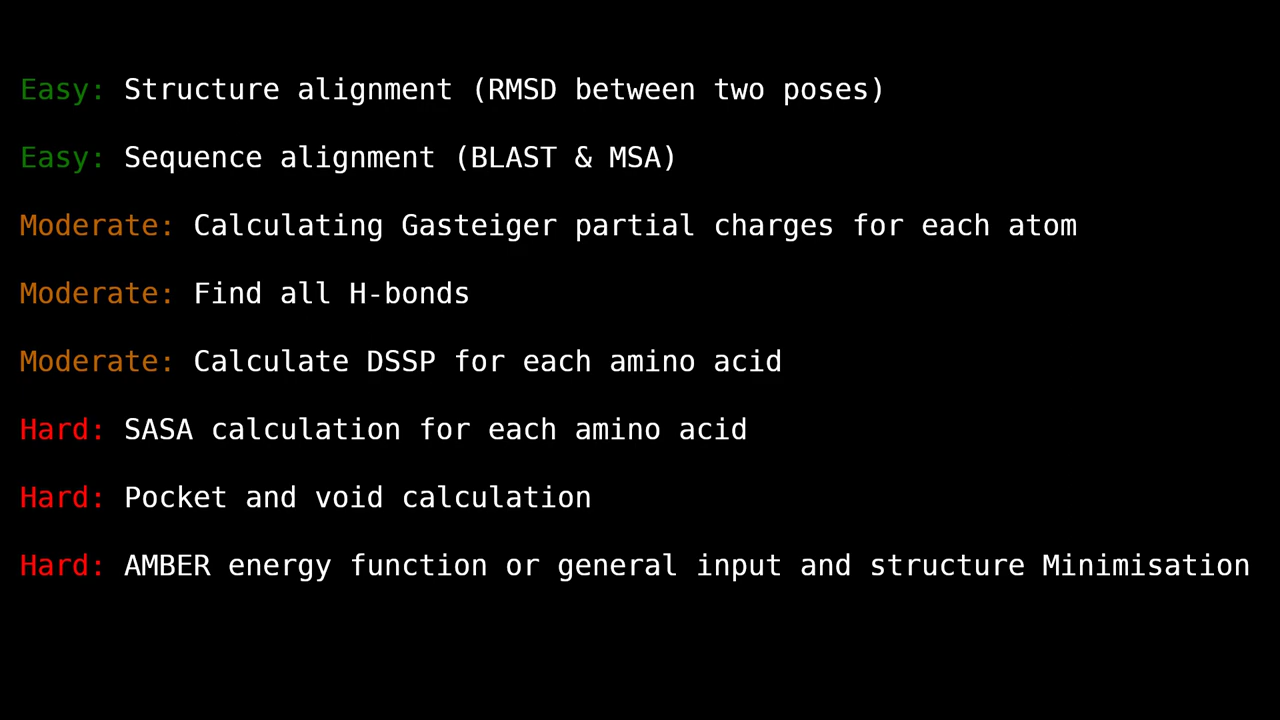 Easy: Structure alignment (RMSD between two poses)
Easy: Sequence alignment (BLAST & MSA)
Moderate: Calculating Gasteiger partial charges for each atom
Moderate: Find all H-bonds
Moderate: Calculate DSSP for each amino acid
Hard: SASA calculation for each amino acid
Hard: Pocket and void calculation
Hard: AMBER energy function or general input and structure Minimisation